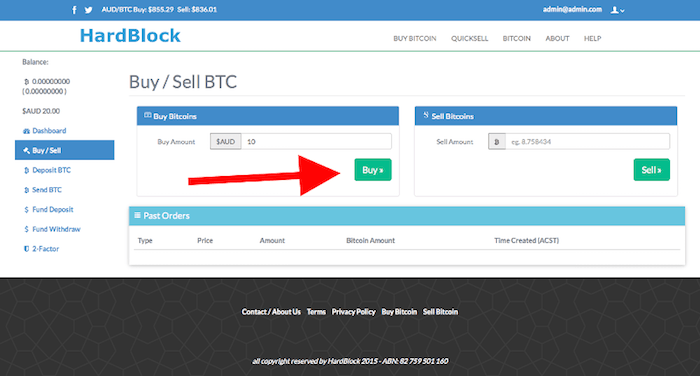 AUD/BTC Buy: $855.29 Sell: $836.01
admin@admin.com
HardBlock
BUY BITCOIN QUICKSELL BITCOIN ABOUT HELP
Balance:
฿ 0.00000000
( 0.00000000 )
$AUD 20.00
Dashboard
Buy / Sell
Deposit BTC
Send BTC
$ Fund Deposit
$ Fund Withdraw
2-Factor
Buy / Sell BTC
Buy Bitcoins
Buy Amount $AUD 10
Buy »
Sell Bitcoins
Sell Amount ฿ eg. 8.758434
Sell »
Past Orders
Type Price Amount Bitcoin Amount Time Created (ACST)
Contact / About Us Terms Privacy Policy Buy Bitcoin Sell Bitcoin
all copyright reserved by HardBlock 2015 - ABN: 82 759 501 160